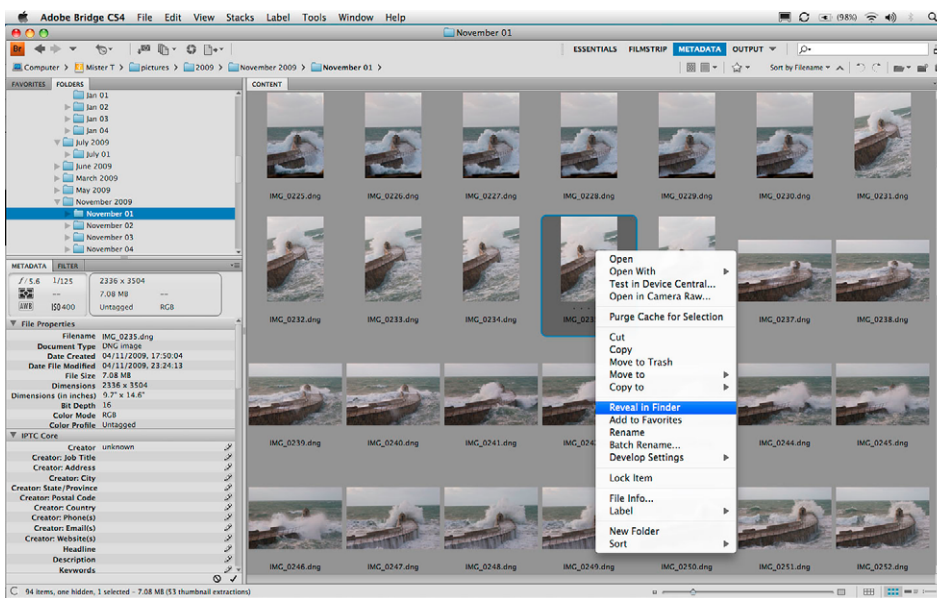 Adobe Bridge CS4 File Edit View Stacks Label Tools Window Help (98%)
November 01
Br ESSENTIALS FILMSTRIP METADATA OUTPUT
Computer > Mister T > pictures > 2009 > November 2009 > November 01 > Sort by Filename
FAVORITES FOLDERS
Jan 01
Jan 02
Jan 03
Jan 04
July 2009
July 01
June 2009
March 2009
May 2009
November 2009
November 01
November 02
November 03
November 04
METADATA FILTER
f/5.6 1/125 2336 x 3504
-- 7.08 MB --
AWB ISO400 Untagged RGB
File Properties
Filename IMG_0235.dng
Document Type DNG image
Date Created 04/11/2009, 17:50:04
Date File Modified 04/11/2009, 23:24:13
File Size 7.08 MB
Dimensions 2336 x 3504
Dimensions (in inches) 9.7" x 14.6"
Bit Depth 16
Color Mode RGB
Color Profile Untagged
IPTC Core
Creator unknown
Creator: Job Title
Creator: Address
Creator: City
Creator: State/Province
Creator: Postal Code
Creator: Country
Creator: Phone(s)
Creator: Email(s)
Creator: Website(s)
Headline
Description
Keywords
CONTENT
IMG_0225.dng IMG_0226.dng IMG_0227.dng IMG_0228.dng IMG_0229.dng IMG_0230.dng IMG_0231.dng
IMG_0232.dng IMG_0233.dng IMG_0234.dng IMG_023 IMG_0237.dng IMG_0238.dng
IMG_0239.dng IMG_0240.dng IMG_0241.dng IMG_024 IMG_0244.dng IMG_0245.dng
IMG_0246.dng IMG_0247.dng IMG_0248.dng IMG_0249.dng IMG_0250.dng IMG_0251.dng IMG_0252.dng
Open
Open With
Test in Device Central...
Open in Camera Raw...
Purge Cache for Selection
Cut
Copy
Move to Trash
Move to
Copy to
Reveal in Finder
Add to Favorites
Rename
Batch Rename...
Develop Settings
Lock Item
File Info...
Label
New Folder
Sort
94 items, one hidden, 1 selected - 7.08 MB (53 thumbnail extractions)